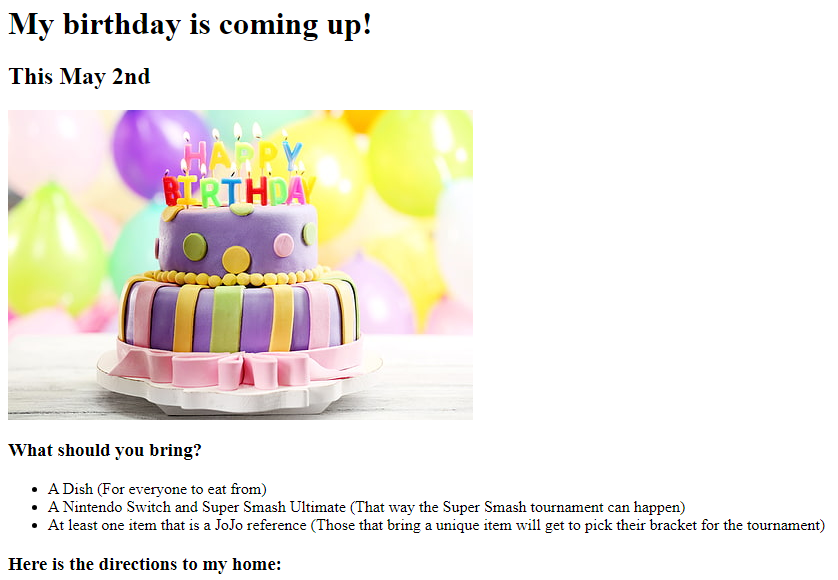 My birthday is coming up!
This May 2nd
HAPPY
BIRTHDAY
What should you bring?
A Dish (For everyone to eat from)
A Nintendo Switch and Super Smash Ultimate (That way the Super Smash tournament can happen)
At least one item that is a JoJo reference (Those that bring a unique item will get to pick their bracket for the tournament)
Here is the directions to my home: